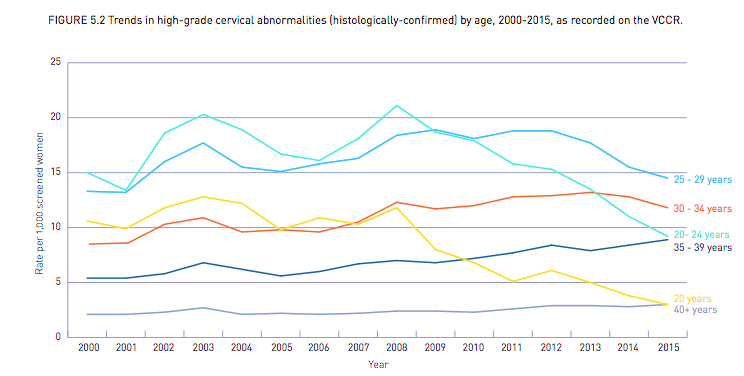 FIGURE 5.2 Trends in high-grade cervical abnormalities (histologically-confirmed) by age, 2000-2015, as recorded on the VCCR.
Rate per 1,000 screened women
25
20
15
10
5
0
25 - 29 years
30 - 34 years
20- 24 years
35 - 39 years
20 years
40+ years
2000 2001 2002 2003 2004 2005 2006 2007 2008 2009 2010 2011 2012 2013 2014 2015
Year